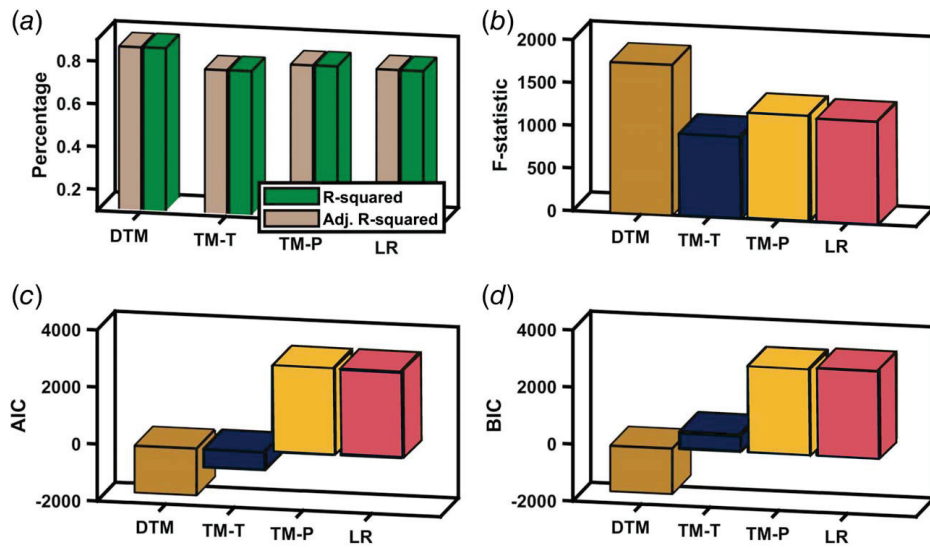 (a)
Percentage
0.8
0.6
0.4
0.2
DTM
TM-T
TM-P
LR
R-squared
Adj. R-squared
(b)
F-statistic
2000
1500
1000
500
0
DTM
TM-T
TM-P
LR
(c)
AIC
4000
2000
0
-2000
DTM
TM-T
TM-P
LR
(d)
BIC
4000
2000
0
-2000
DTM
TM-T
TM-P
LR